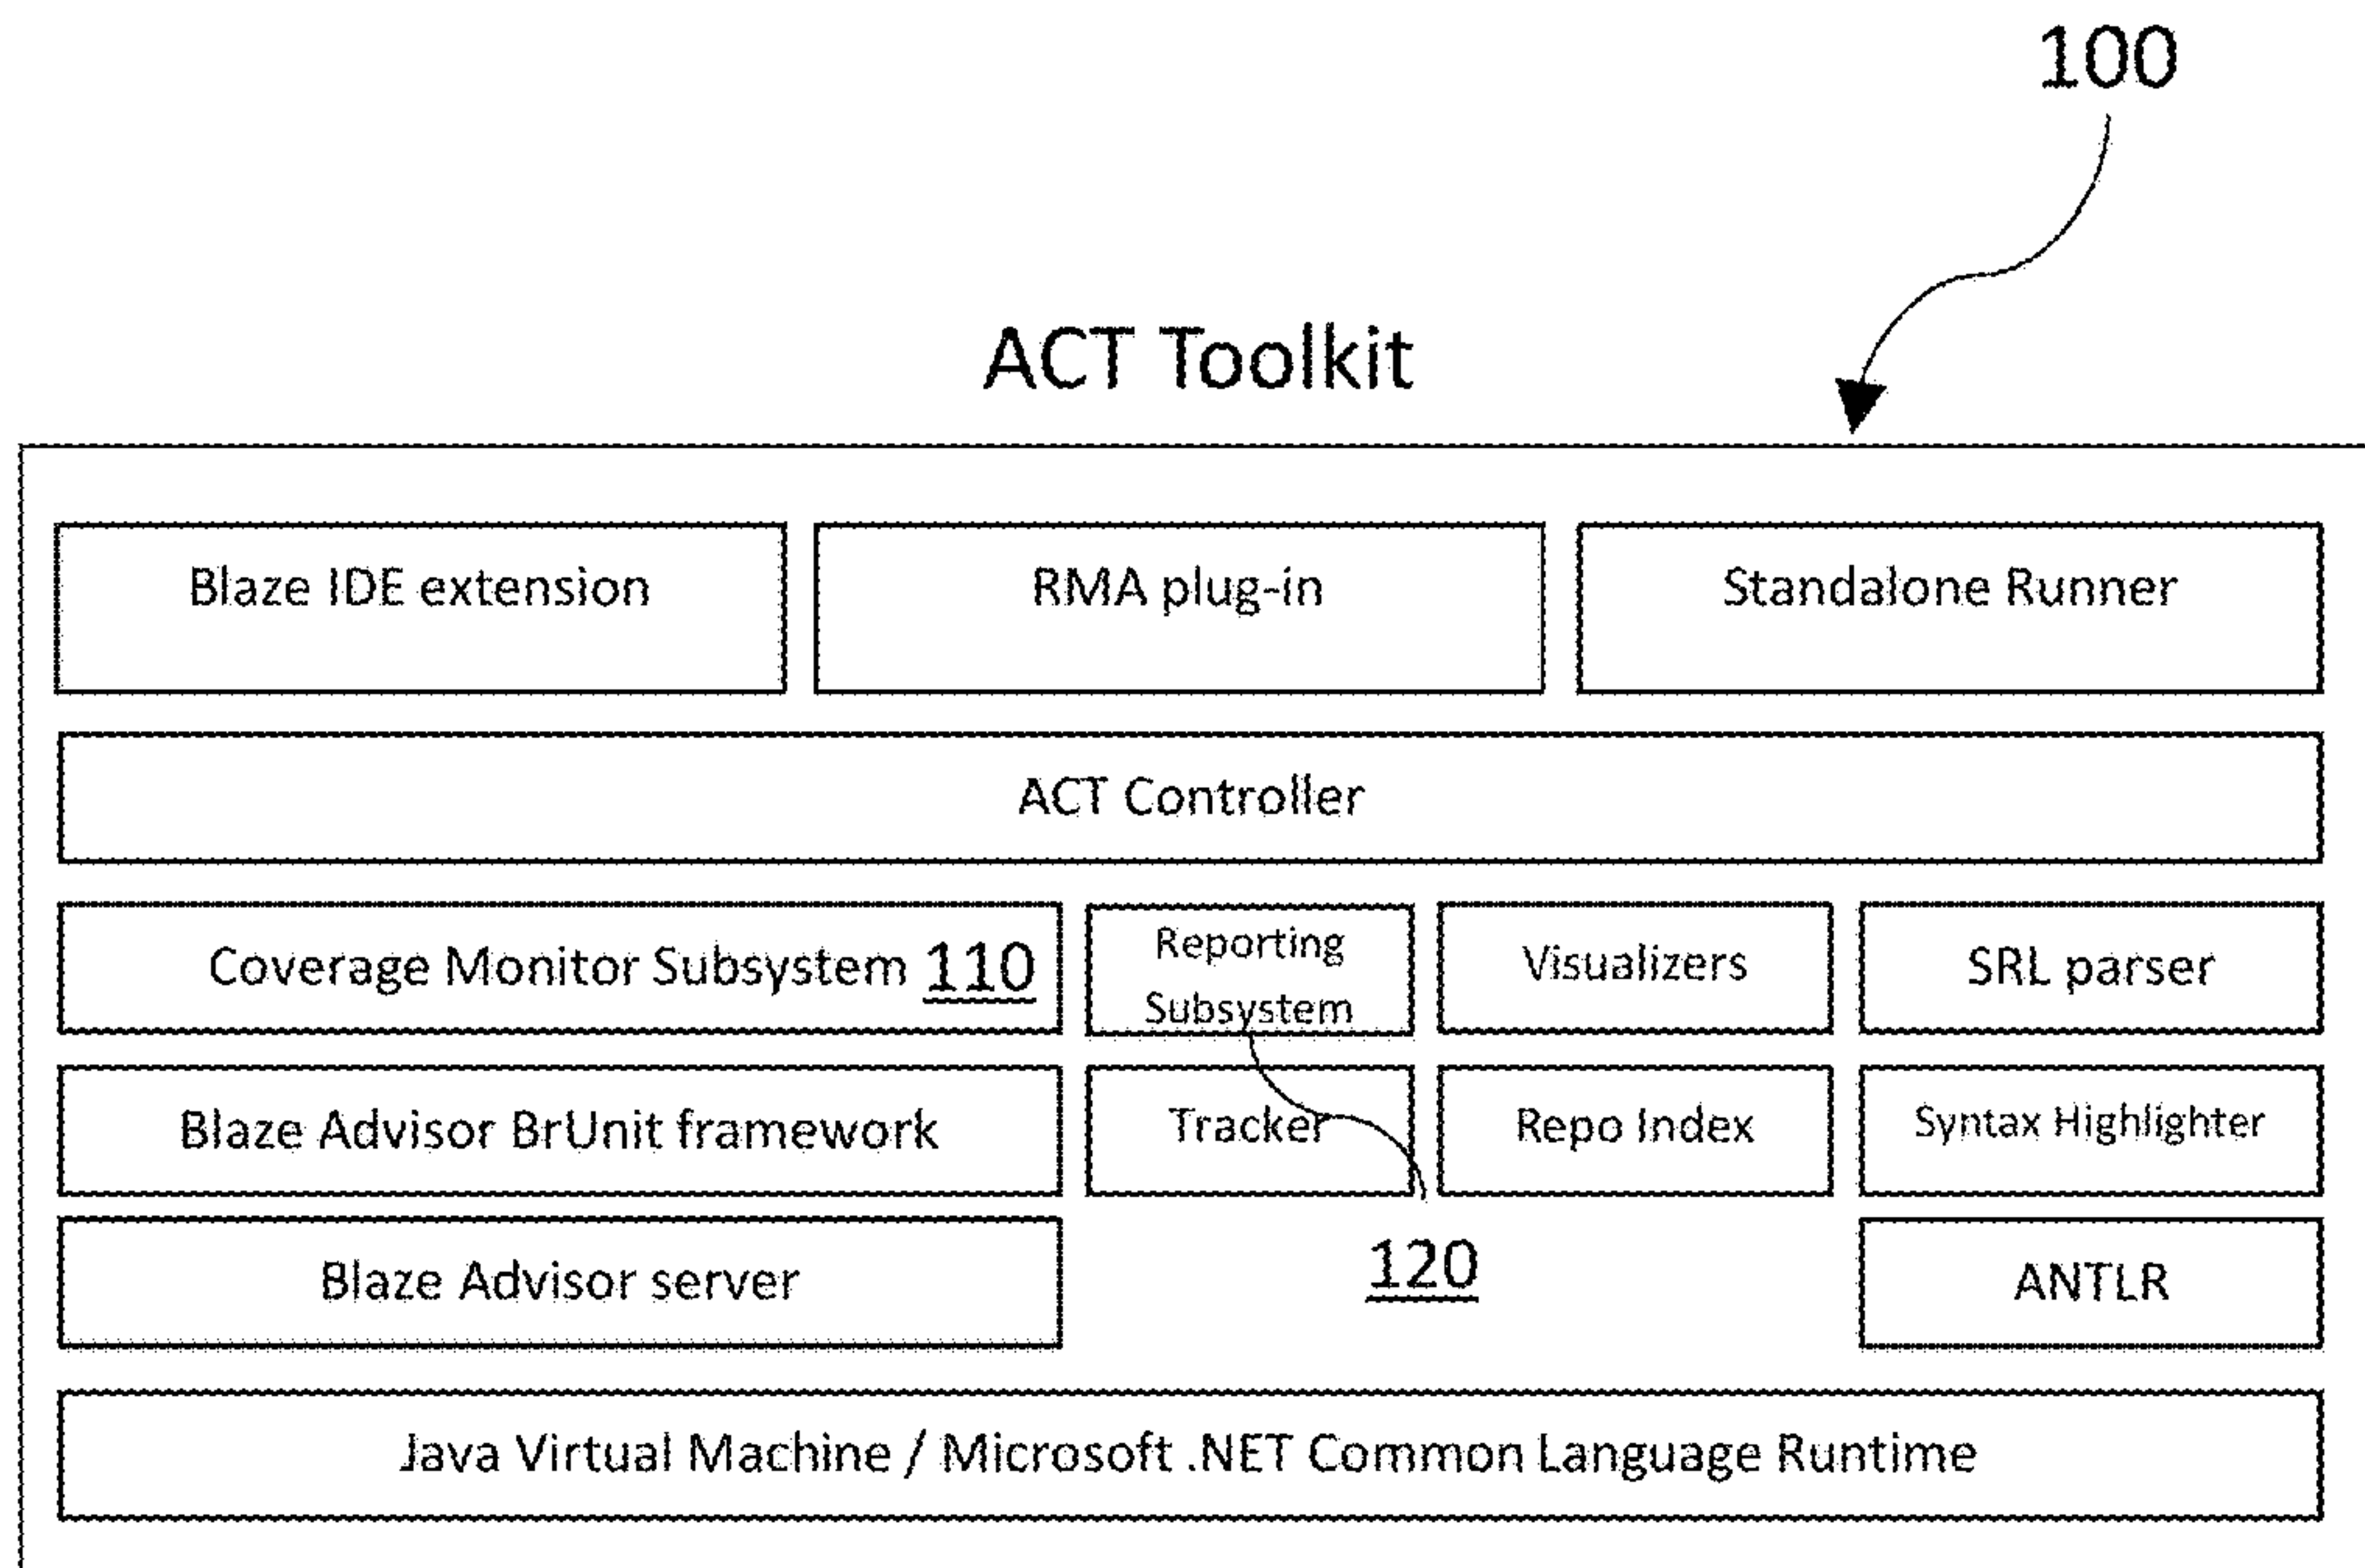 100
ACT Toolkit
Blaze IDE extension
RMA plug-in
Standalone Runner
ACT Controller
Coverage Monitor Subsystem 110
Reporting
Subsystem
Visualizers
SRL parser
Blaze Advisor BrUnit framework
Tracker
Repo Index
Syntax Highlighter
Blaze Advisor server
120
ANTLR
Java Virtual Machine / Microsoft .NET Common Language Runtime